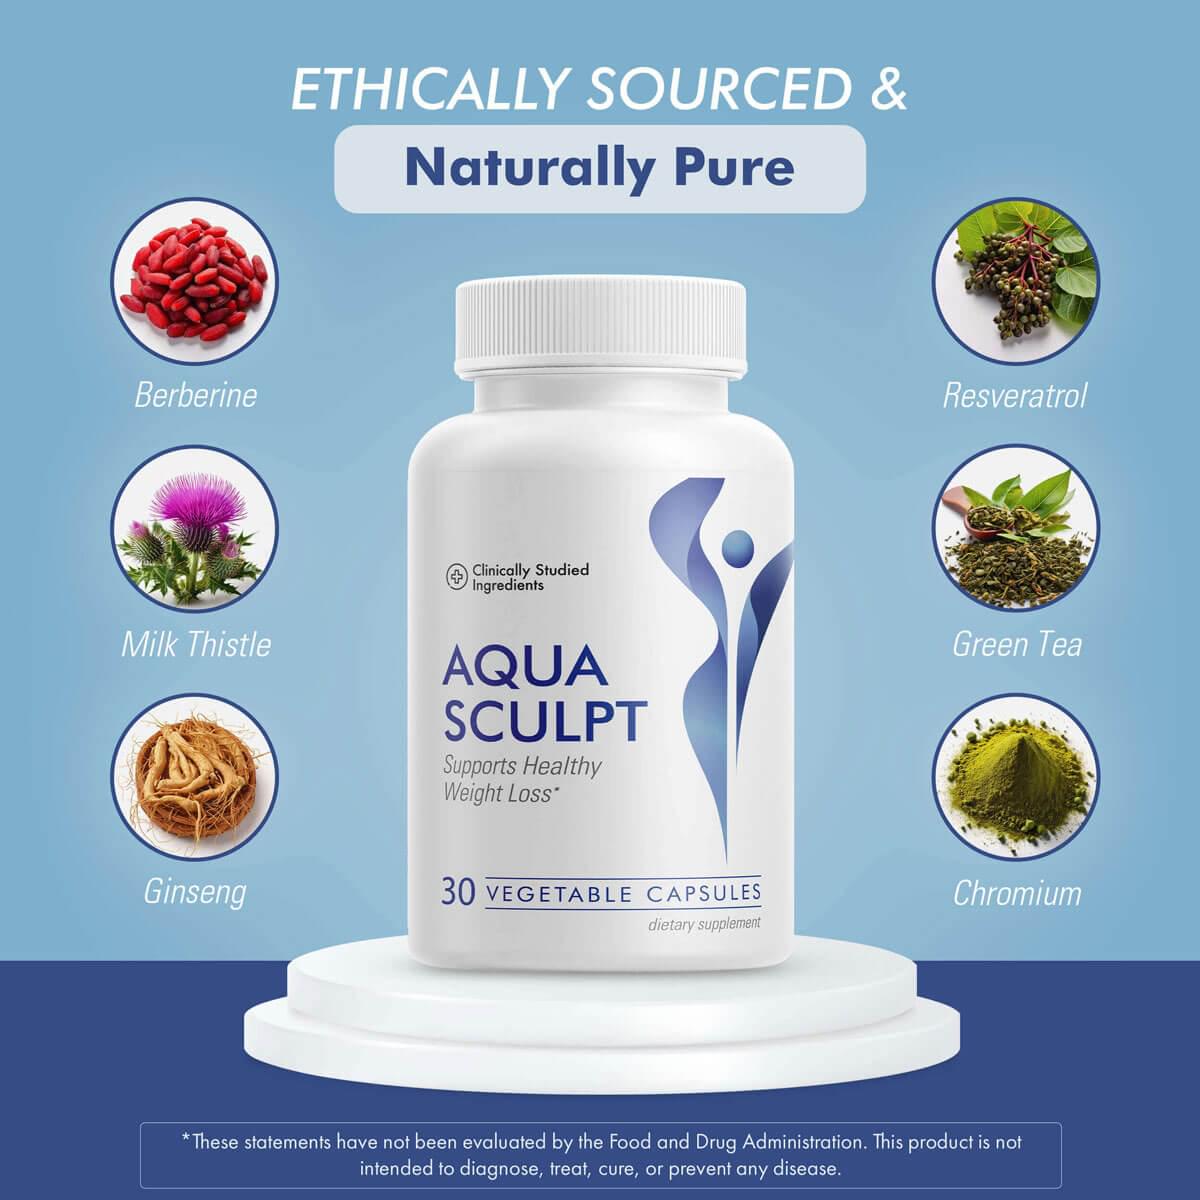 ETHICALLY SOURCED &
Naturally Pure
Berberine
Resveratrol
Milk Thistle
Green Tea
Ginseng
Chromium
Clinically Studied
Ingredients
AQUA
SCULPT
Supports Healthy
Weight Loss*
30 VEGETABLE CAPSULES
dietary supplement
*These statements have not been evaluated by the Food and Drug Administration. This product is not
intended to diagnose, treat, cure, or prevent any disease.